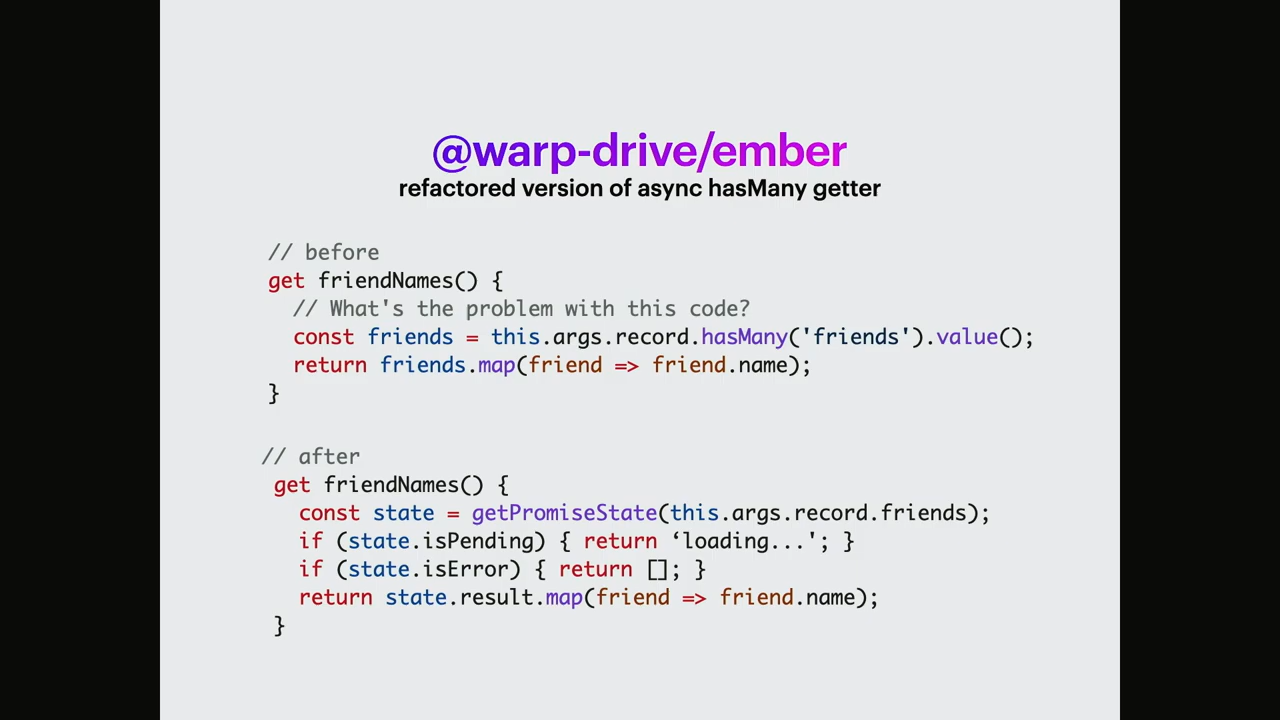 @warp-drive/ember
refactored version of async hasMany getter
// before
get friendNames() {
// What's the problem with this code?
const friends = this.args.record.hasMany('friends').value();
return friends.map(friend => friend.name);
}
// after
get friendNames() {
const state = getPromiseState(this.args.record.friends);
if (state.isPending) { return ‘loading...'; }
if (state.isError) { return []; }
return state.result.map(friend => friend.name);
}